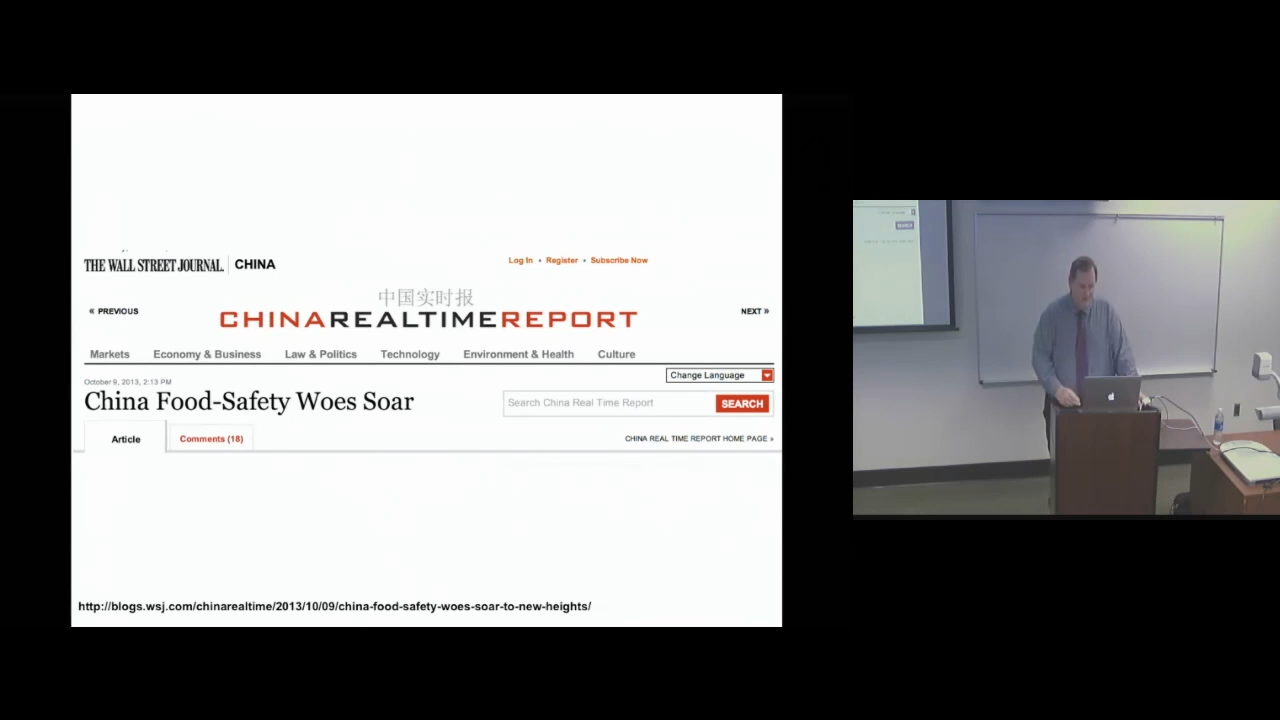 THE WALL STREET JOURNAL. CHINA
Log In • Register • Subscribe Now
中国实时报
« PREVIOUS
CHINAREALTIMEREPORT
NEXT »
Markets Economy & Business Law & Politics Technology Environment & Health Culture
Change Language
October 9, 2013, 2:13 PM
China Food-Safety Woes Soar
Search China Real Time Report
SEARCH
Article
Comments (18)
CHINA REAL TIME REPORT HOME PAGE »
http://blogs.wsj.com/chinarealtime/2013/10/09/china-food-safety-woes-soar-to-new-heights/